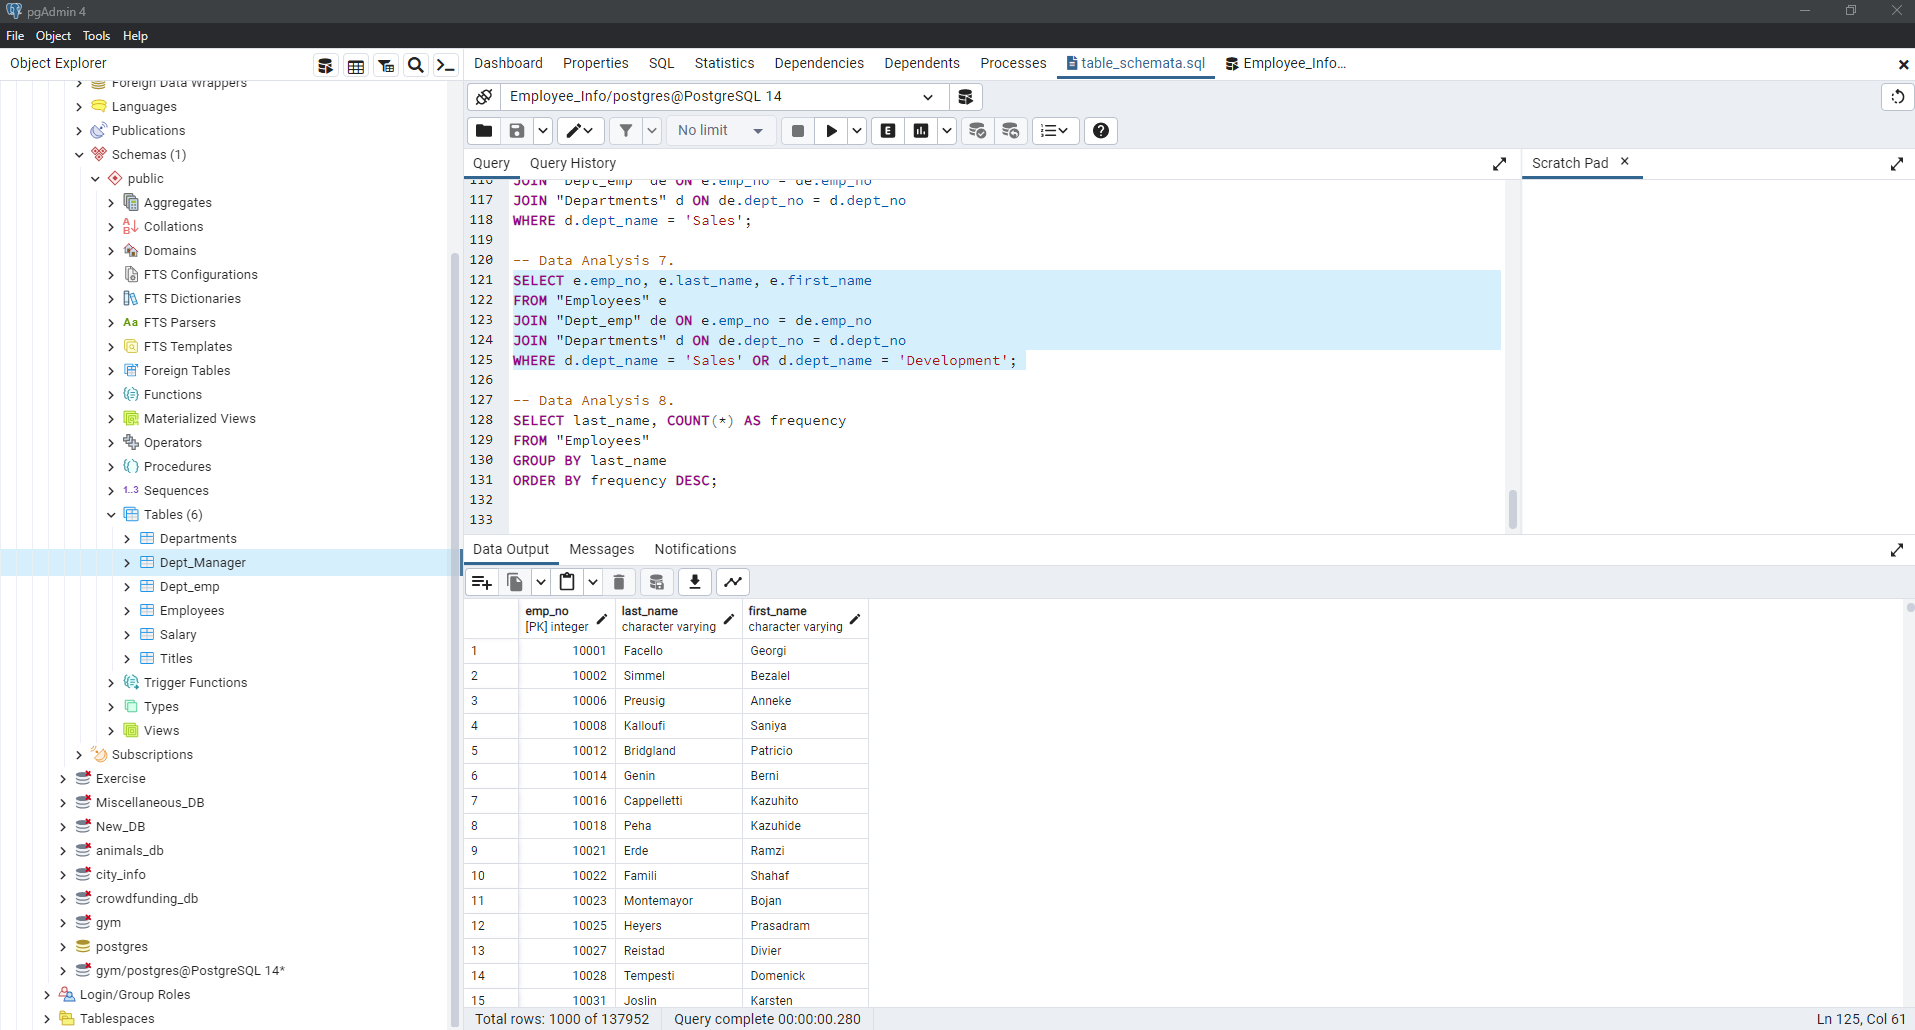 pgAdmin 4
File Object Tools Help
Object Explorer
Foreign Data Wrappers
Languages
Publications
Schemas (1)
public
Aggregates
Collations
Domains
FTS Configurations
FTS Dictionaries
Aa FTS Parsers
FTS Templates
Foreign Tables
Functions
Materialized Views
Operators
Procedures
1..3 Sequences
Tables (6)
Departments
Dept_Manager
Dept_emp
Employees
Salary
Titles
Trigger Functions
Types
Views
Subscriptions
Exercise
Miscellaneous_DB
New_DB
animals_db
city_info
crowdfunding_db
gym
postgres
gym/postgres@PostgreSQL 14*
Login/Group Roles
Tablespaces
Dashboard Properties SQL Statistics Dependencies Dependents Processes table_schemata.sql Employee_Info...
Employee_Info/postgres@PostgreSQL 14
No limit
E
Query Query History
Scratch Pad
116 JOIN "Dept_emp" de ON e.emp_no = de.emp_no
117 JOIN "Departments" d ON de.dept_no = d.dept_no
118 WHERE d.dept_name = 'Sales';
119
120 -- Data Analysis 7.
121 SELECT e.emp_no, e.last_name, e.first_name
122 FROM "Employees" e
123 JOIN "Dept_emp" de ON e.emp_no = de.emp_no
124 JOIN "Departments" d ON de.dept_no = d.dept_no
125 WHERE d.dept_name = 'Sales' OR d.dept_name = 'Development';
126
127 -- Data Analysis 8.
128 SELECT last_name, COUNT(*) AS frequency
129 FROM "Employees"
130 GROUP BY last_name
131 ORDER BY frequency DESC;
132
133
Data Output Messages Notifications
emp_no last_name first_name
[PK] integer character varying character varying
1 10001 Facello Georgi
2 10002 Simmel Bezalel
3 10006 Preusig Anneke
4 10008 Kalloufi Saniya
5 10012 Bridgland Patricio
6 10014 Genin Berni
7 10016 Cappelletti Kazuhito
8 10018 Peha Kazuhide
9 10021 Erde Ramzi
10 10022 Famili Shahaf
11 10023 Montemayor Bojan
12 10025 Heyers Prasadram
13 10027 Reistad Divier
14 10028 Tempesti Domenick
15 10031 Joslin Karsten
Total rows: 1000 of 137952 Query complete 00:00:00.280 Ln 125, Col 61